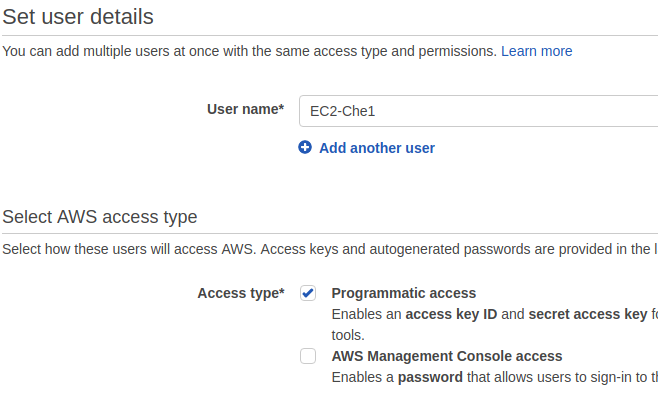 Set user details
You can add multiple users at once with the same access type and permissions. Learn more
User name* EC2-Che1
Add another user
Select AWS access type
Select how these users will access AWS. Access keys and autogenerated passwords are provided in the
Access type* Programmatic access
Enables an access key ID and secret access key
tools.
AWS Management Console access
Enables a password that allows users to sign-in to